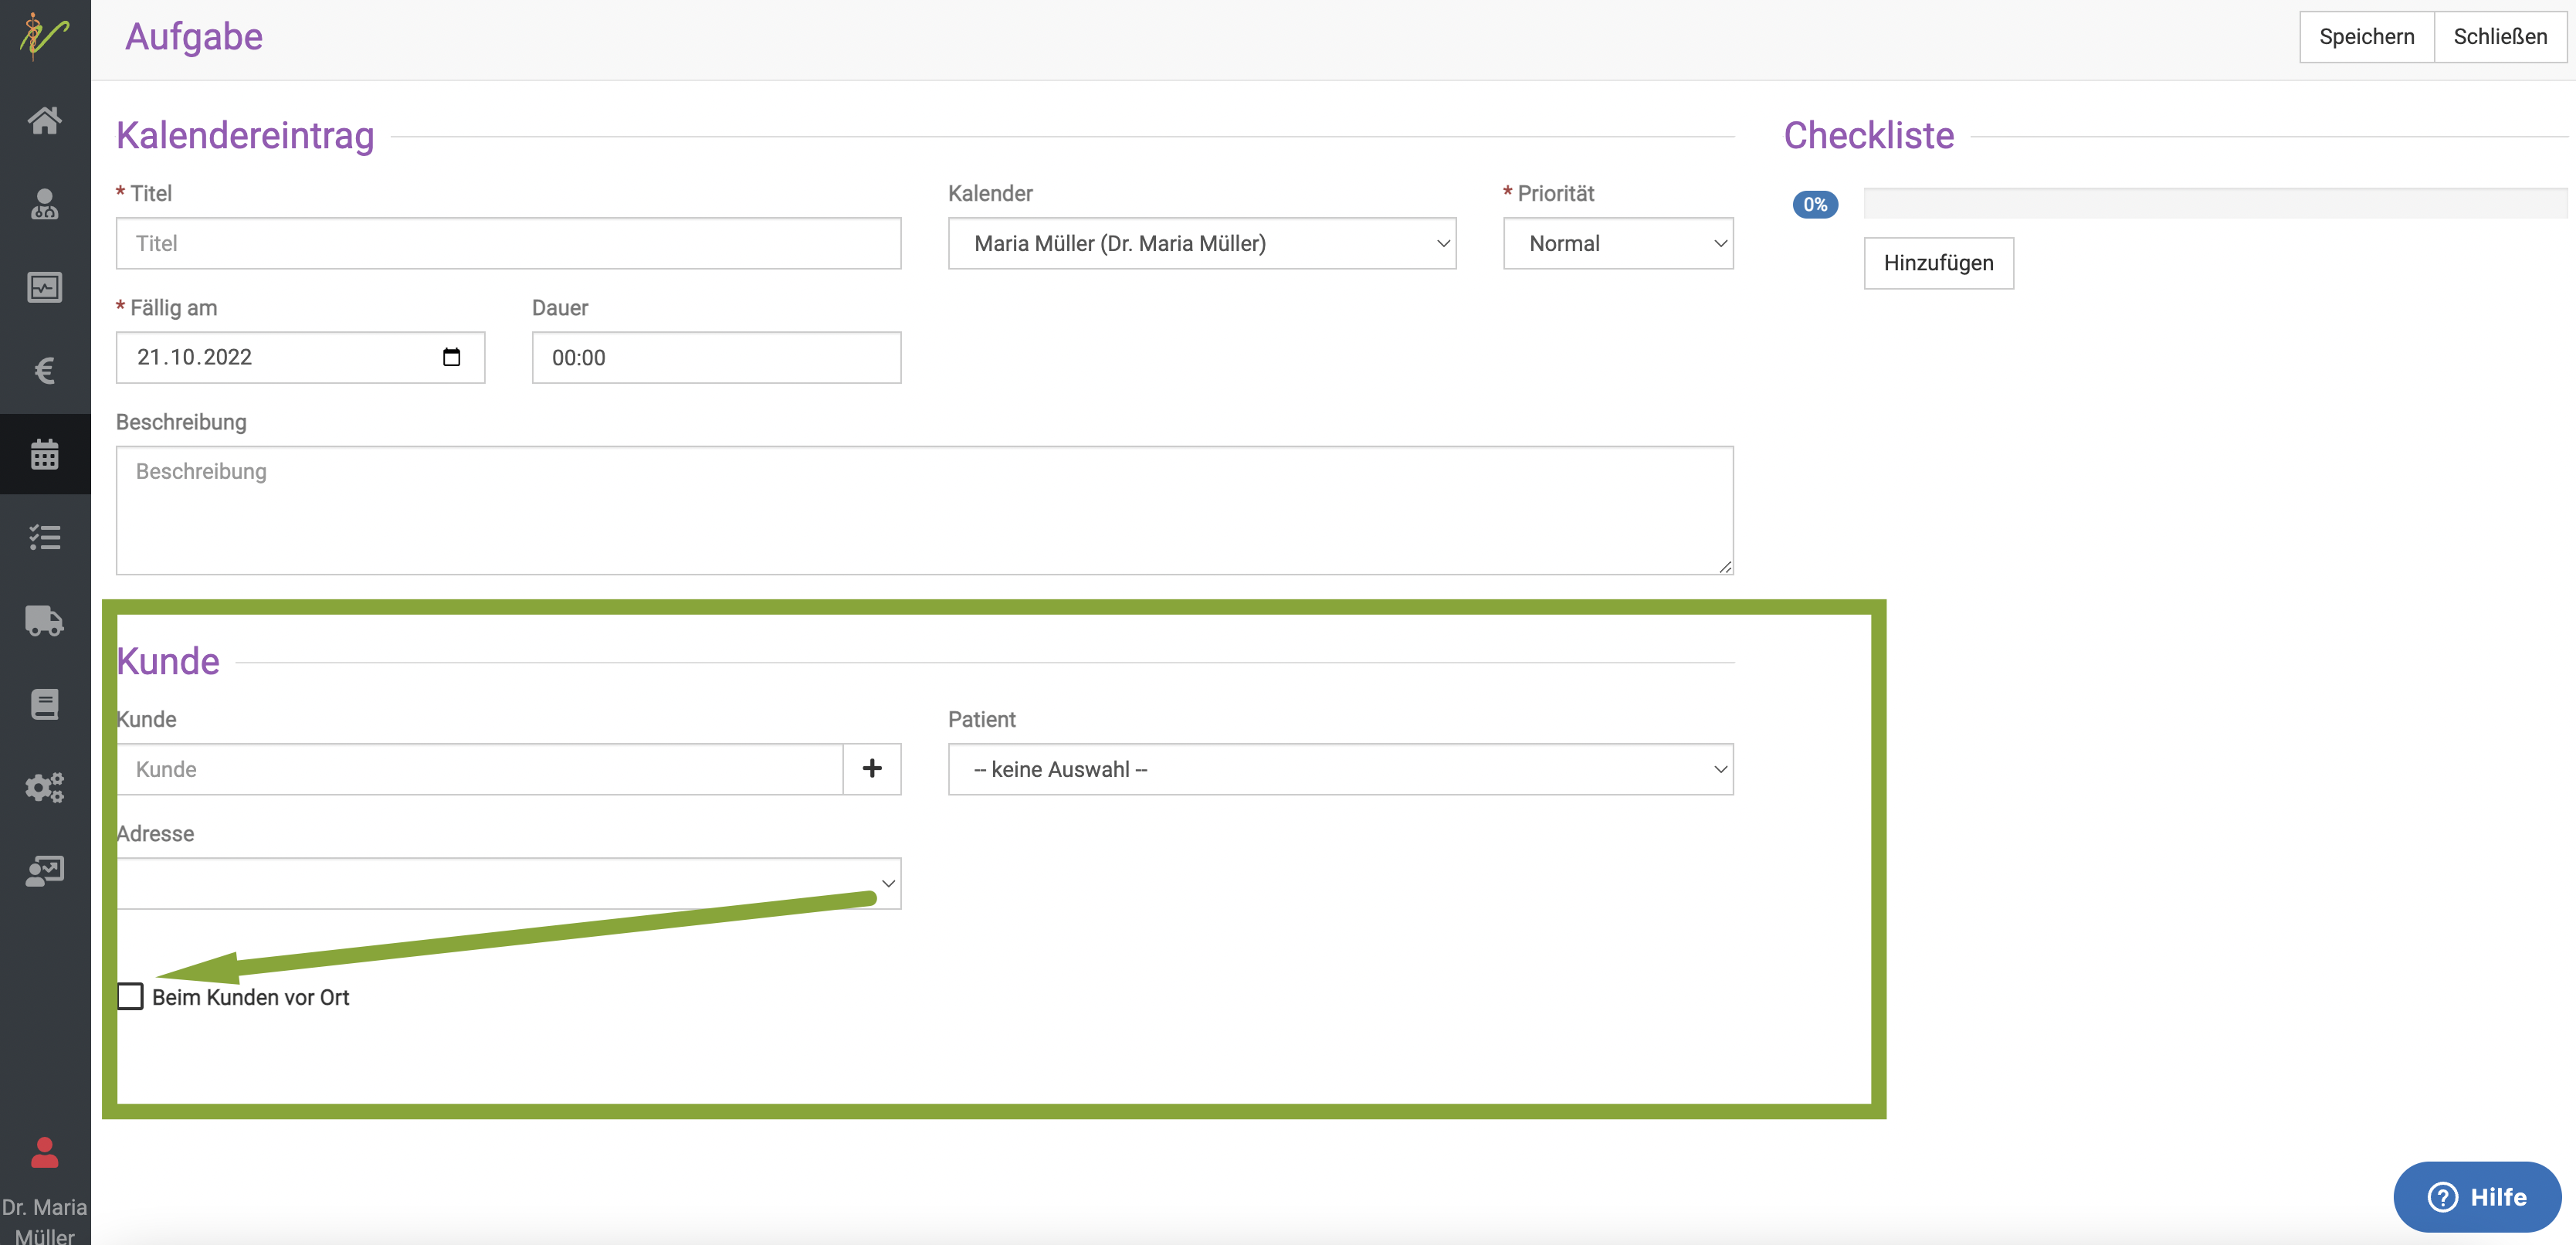 Aufgabe
Speichern
Schließen
Kalendereintrag
Checkliste
* Titel
Kalender
* Priorität
Titel
Maria Müller (Dr. Maria Müller)
Normal
0%
Hinzufügen
* Fällig am
Dauer
21.10.2022
00:00
Beschreibung
Beschreibung
Kunde
Kunde
Patient
Kunde
+
-- keine Auswahl --
Adresse
Beim Kunden vor Ort
Dr. Maria
Müller
? Hilfe